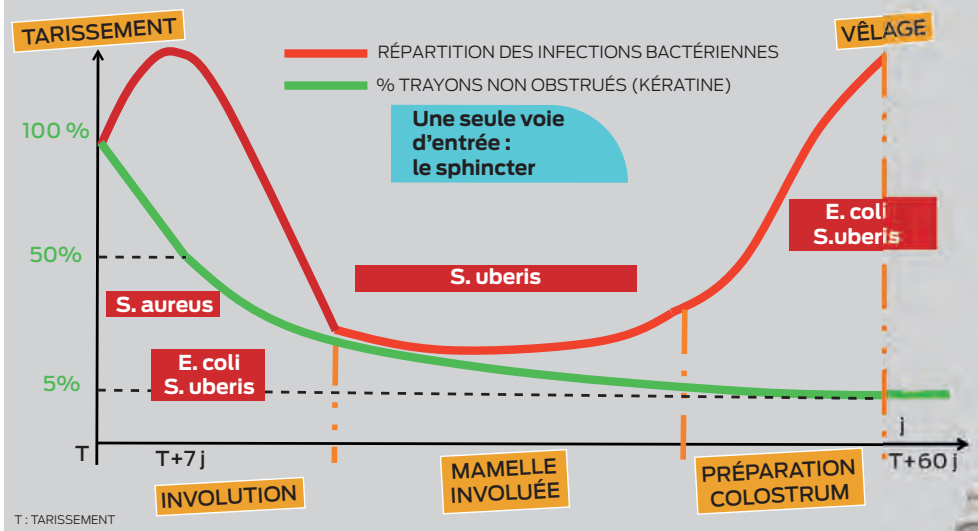 TARISSEMENT
VÊLAGE
RÉPARTITION DES INFECTIONS BACTÉRIENNES
% TRAYONS NON OBSTRUÉS (KÉRATINE)
Une seule voie
d'entrée :
le sphincter
100 %
50%
5%
E. coli
S.uberis
S. uberis
S. aureus
E. coli
S. uberis
T
T+7 j
j
T+60 j
INVOLUTION
MAMELLE
INVOLUÉE
PRÉPARATION
COLOSTRUM
T : TARISSEMENT